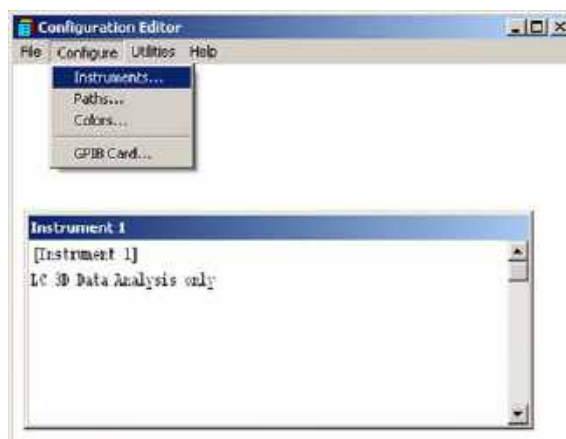 Configuration Editor
File Configure Utilities Help
Instruments...
Paths...
Colors...
GPIB Card...
Instrument 1
[Instrument 1]
LC 3D Data Analysis only